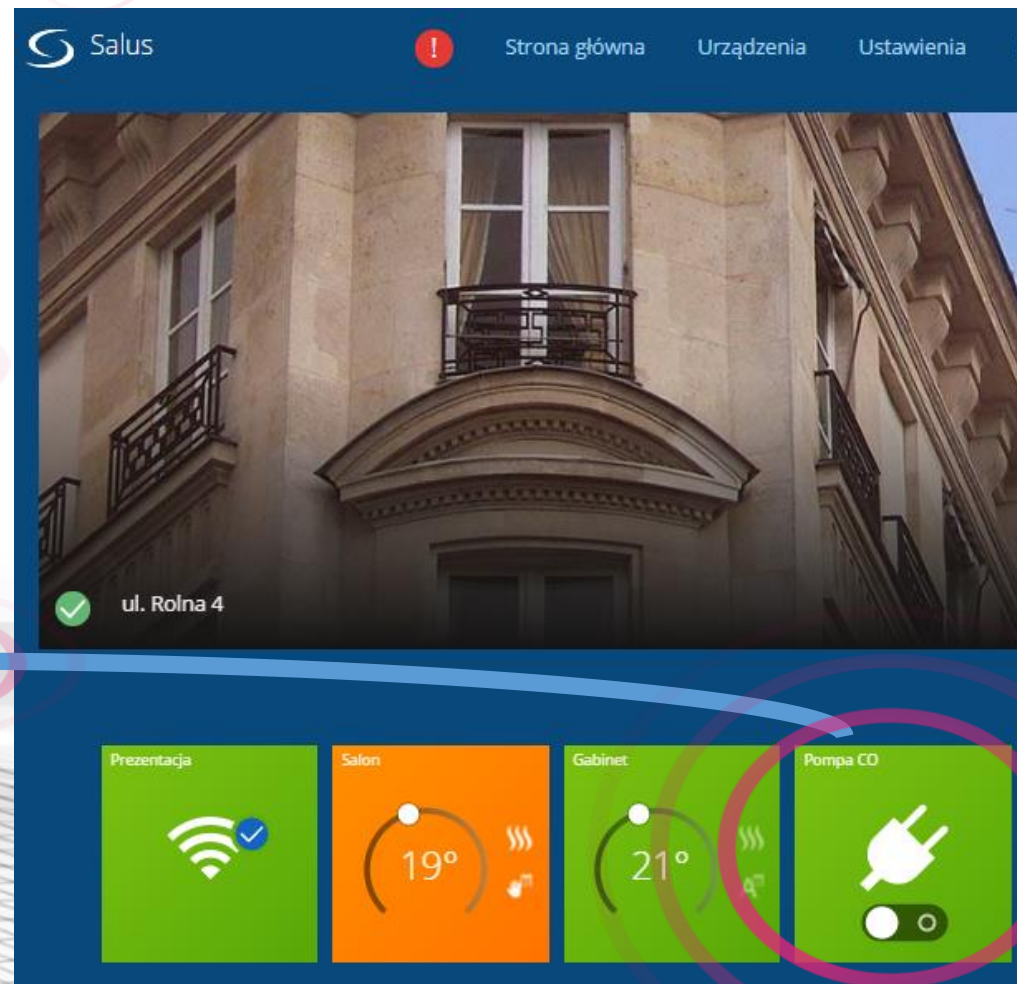 Salus
!
Strona główna
Urządzenia
Ustawienia
ul. Rolna 4
Prezentacja
Salon
Gabinet
Pompa CO
19°
21°